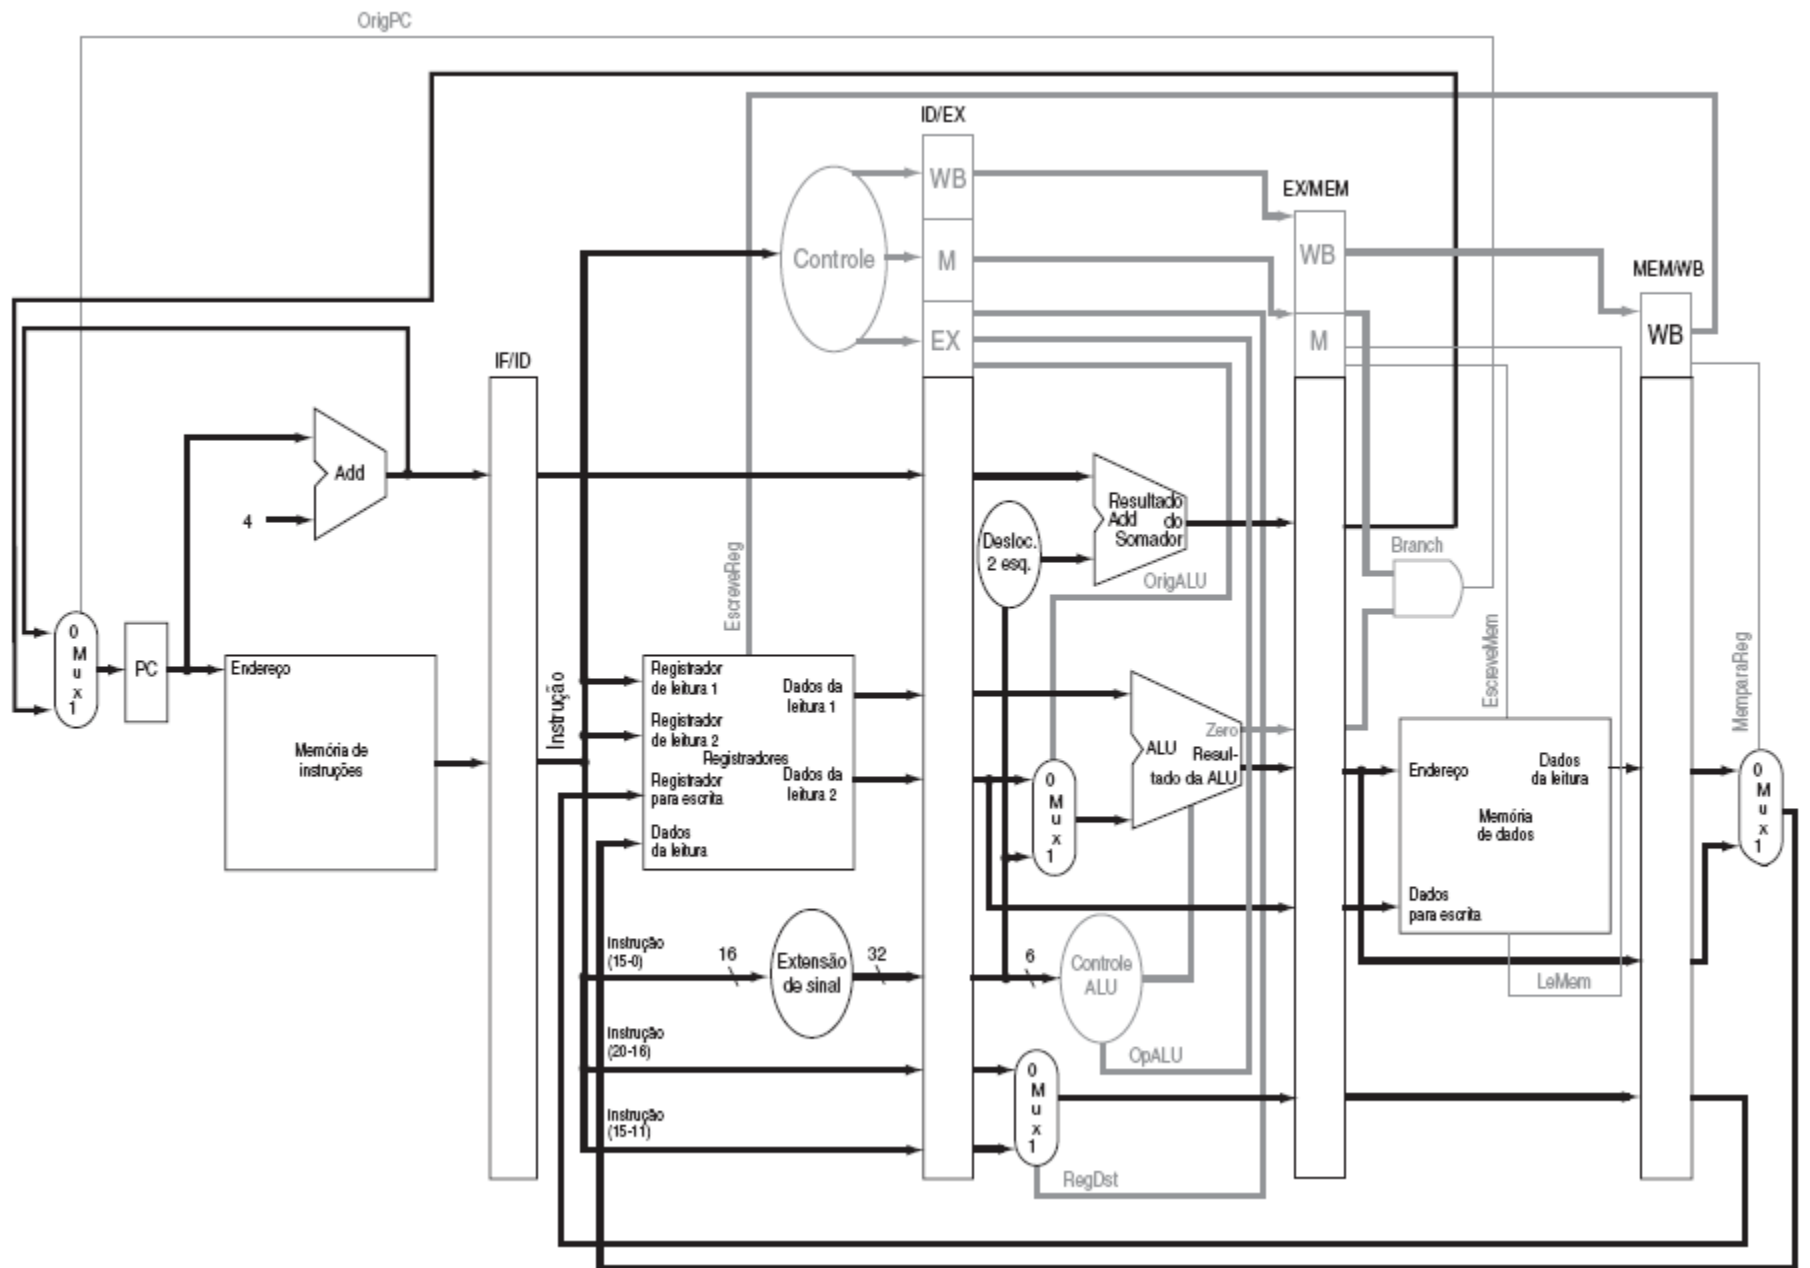 OrigPC
ID/EX
WB
EX/MEM
Controle
M
WB
MEM/WB
EX
M
WB
IF/ID
Add
4
Resultado
Add do
Somador
Desloc.
2 esq.
Branch
OrigALU
EscreveReg
EscreveMem
MemparaReg
0
M
u
x
1
PC
Endereço
Memória de
instruções
Instrução
Registrador
de leitura 1
Dados da
leitura 1
Registrador
de leitura 2
Registradores
Registrador
para escrita
Dados da
leitura 2
Dados
da leitura
0
M
u
x
1
Zero
ALU
Resul-
tado da ALU
Endereço
Dados
da leitura
Memória
de dados
Dados
para escrita
0
M
u
x
1
Instrução
(15-0)
16
Extensão
de sinal
32
6
Controle
ALU
LeMem
Instrução
(20-16)
OpALU
0
M
u
x
1
Instrução
(15-11)
RegDst